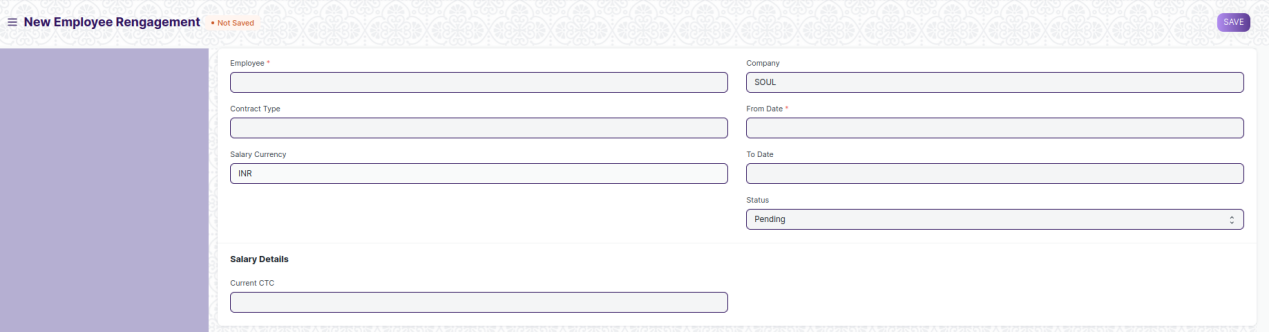 New Employee Rengagement • Not Saved SAVE
Employee * Company
SOUL
Contract Type From Date *
Salary Currency To Date
INR
Status
Pending
Salary Details
Current CTC